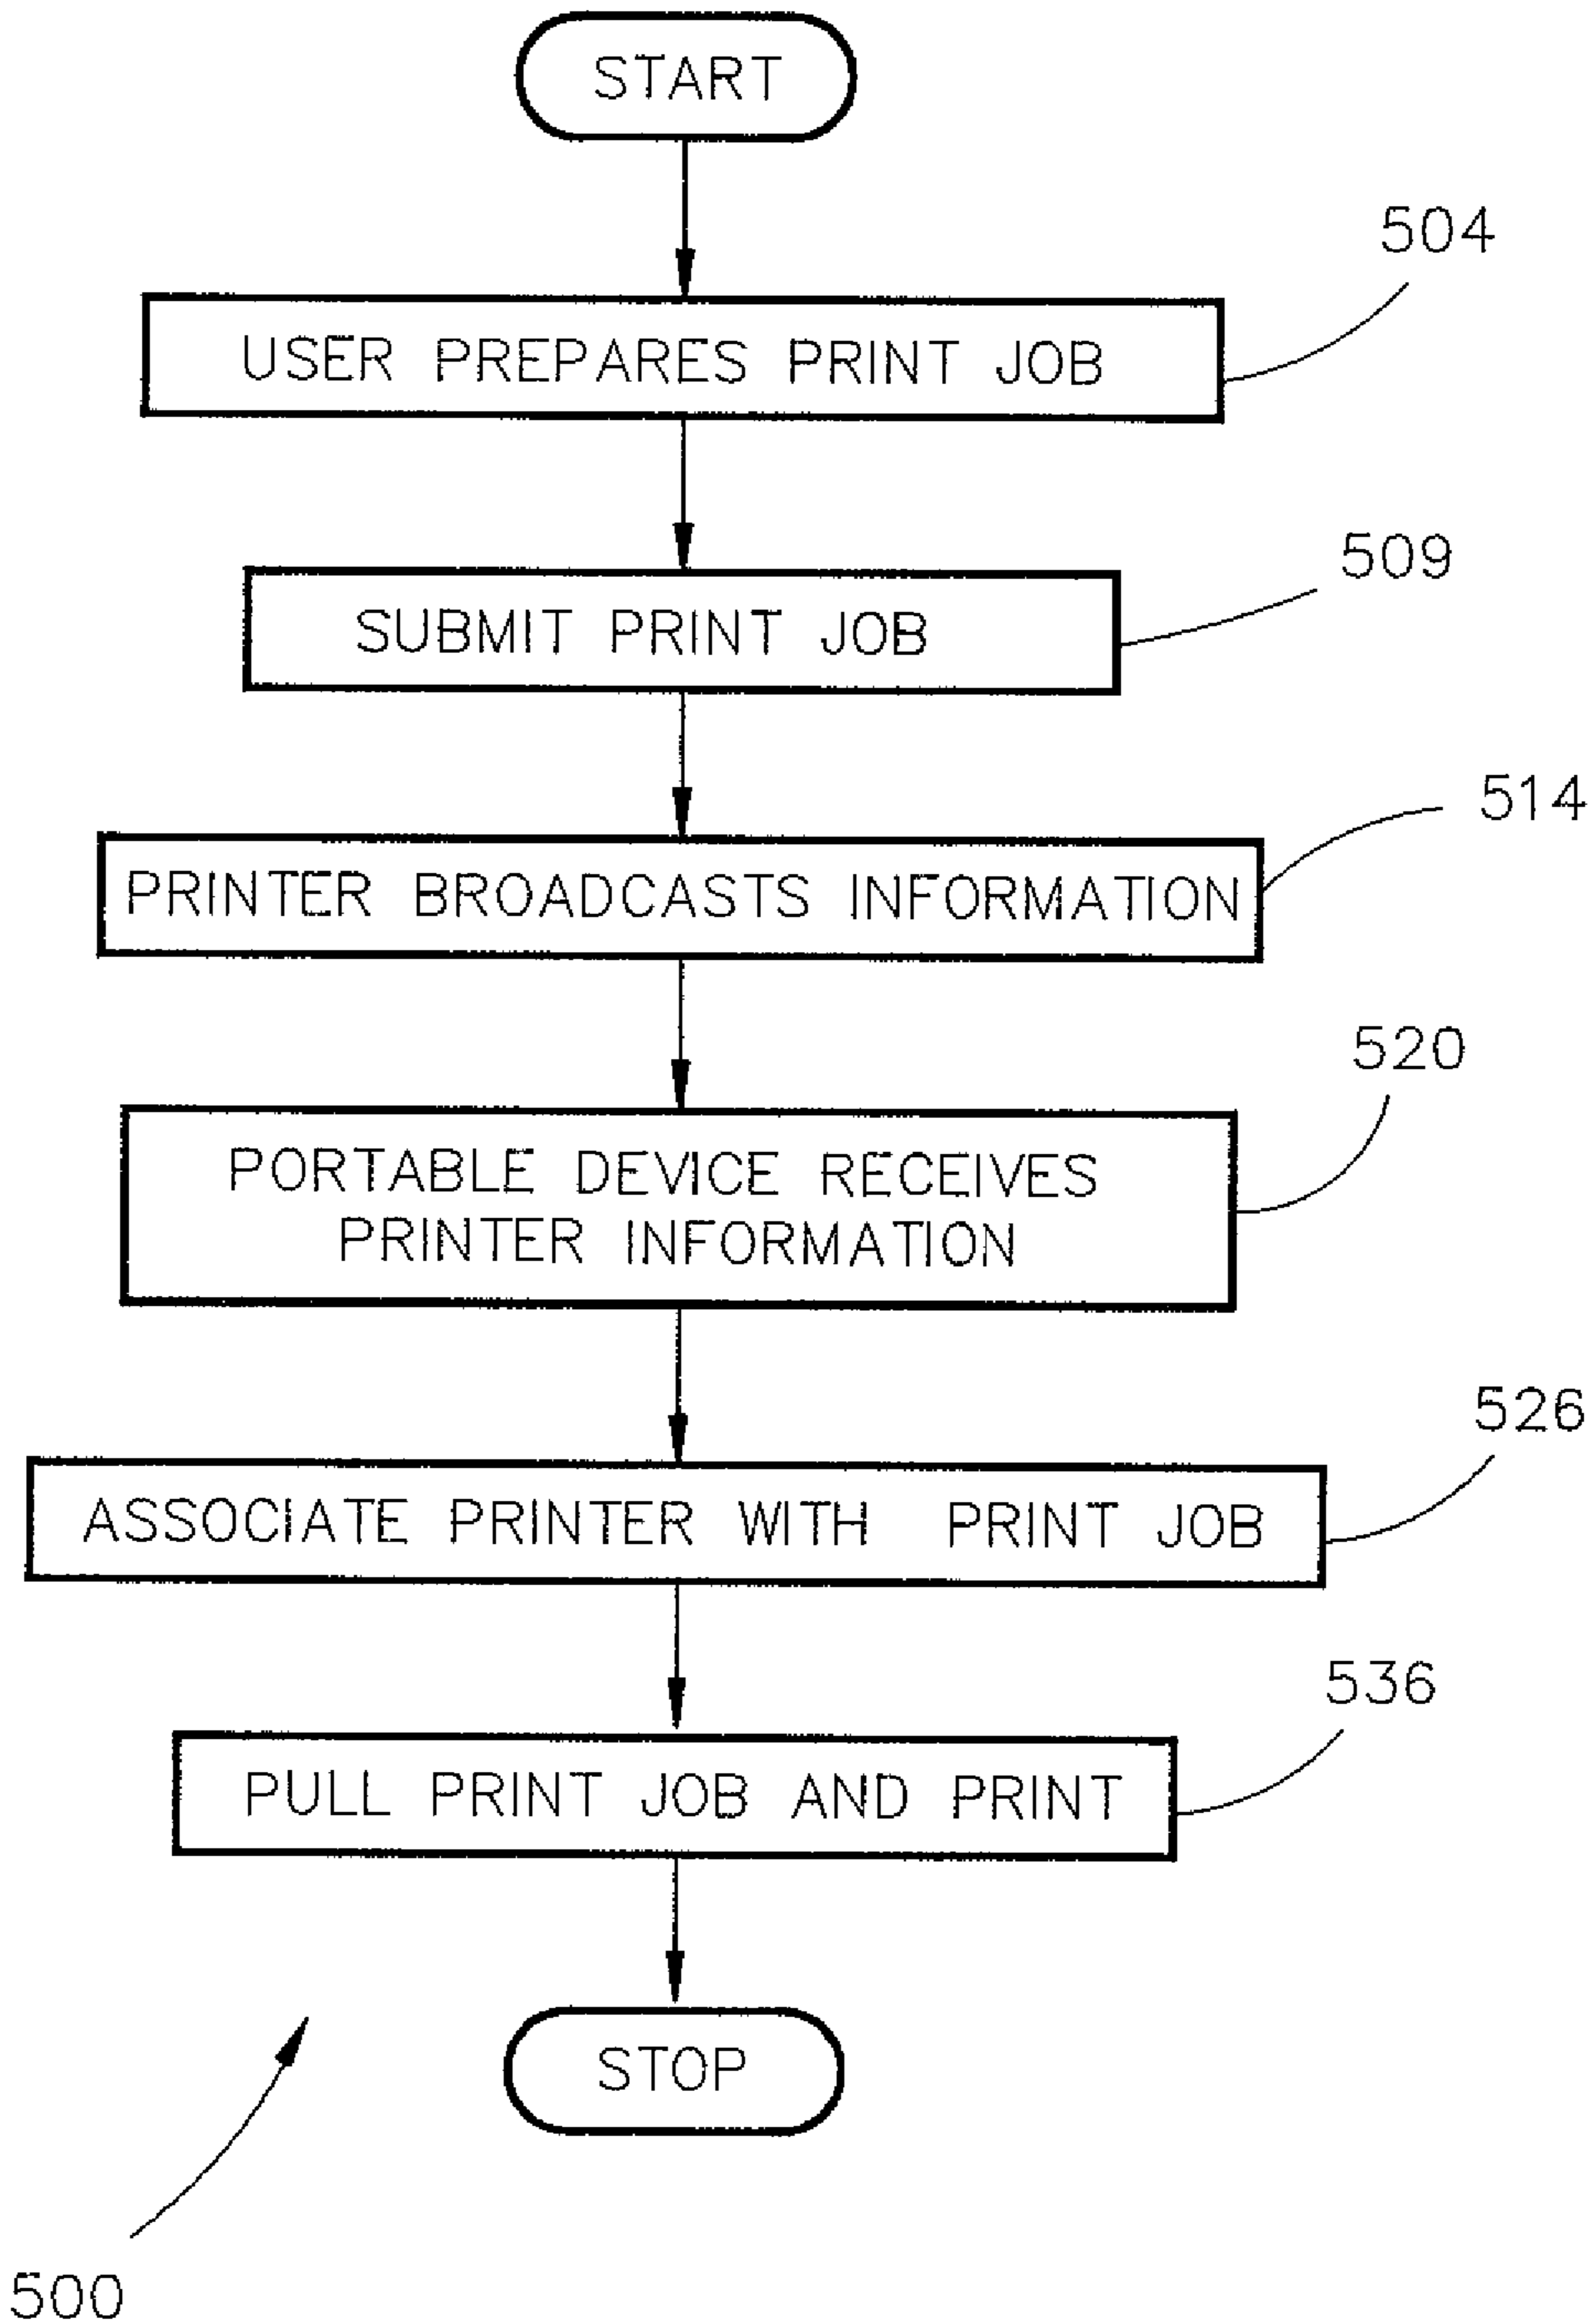 START
504
USER PREPARES PRINT JOB
509
SUBMIT PRINT JOB
514
PRINTER BROADCASTS INFORMATION
520
PORTABLE DEVICE RECEIVES
PRINTER INFORMATION
526
ASSOCIATE PRINTER WITH PRINT JOB
536
PULL PRINT JOB AND PRINT
STOP
500